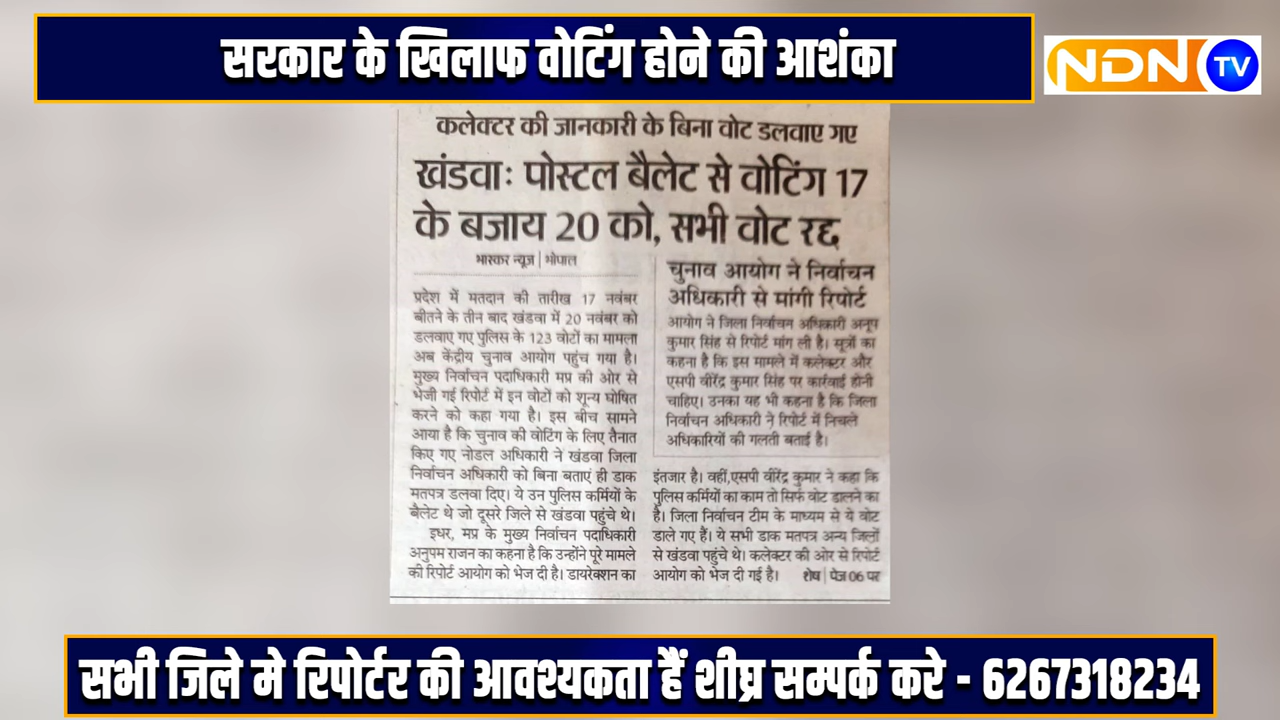 सरकार के खिलाफ वोटिंग होने की आशंका
NDN TV
कलेक्टर की जानकारी के बिना वोट डलवाए गए
खंडवा: पोस्टल बैलेट से वोटिंग 17
के बजाय 20 को, सभी वोट रद्द
भास्कर न्यूज | भोपाल
प्रदेश में मतदान की तारीख 17 नवंबर
बीतने के तीन बाद खंडवा में 20 नवंबर को
डलवाए गए पुलिस के 123 वोटों का मामला
अब केंद्रीय चुनाव आयोग पहुंच गया है।
मुख्य निर्वाचन पदाधिकारी मप्र की ओर से
भेजी गई रिपोर्ट में इन वोटों को शून्य घोषित
करने को कहा गया है। इस बीच सामने
आया है कि चुनाव की वोटिंग के लिए तैनात
किए गए नोडल अधिकारी ने खंडवा जिला
निर्वाचन अधिकारी को बिना बताएं ही डाक
मतपत्र डलवा दिए। ये उन पुलिस कर्मियों के
बैलेट थे जो दूसरे जिले से खंडवा पहुंचे थे।
इधर, मप्र के मुख्य निर्वाचन पदाधिकारी
अनुपम राजन का कहना है कि उन्होंने पूरे मामले
की रिपोर्ट आयोग को भेज दी है। डायरेक्शन का
चुनाव आयोग ने निर्वाचन
अधिकारी से मांगी रिपोर्ट
आयोग ने जिला निर्वाचन अधिकारी अनूप
कुमार सिंह से रिपोर्ट मांग ली है। सूत्रों का
कहना है कि इस मामले में कलेक्टर और
एसपी वीरेंद्र कुमार सिंह पर कार्रवाई होनी
चाहिए। उनका यह भी कहना है कि जिला
निर्वाचन अधिकारी ने रिपोर्ट में निचले
अधिकारियों की गलती बताई है।
इंतजार है। वहीं,एसपी वीरेंद्र कुमार ने कहा कि
पुलिस कर्मियों का काम तो सिर्फ वोट डालने का
है। जिला निर्वाचन टीम के माध्यम से ये वोट
डाले गए हैं। ये सभी डाक मतपत्र अन्य जिलों
से खंडवा पहुंचे थे। कलेक्टर की ओर से रिपोर्ट
आयोग को भेज दी गई है। शेष | पेज 06 पर
सभी जिले मे रिपोर्टर की आवश्यकता हैं शीघ्र सम्पर्क करे - 6267318234